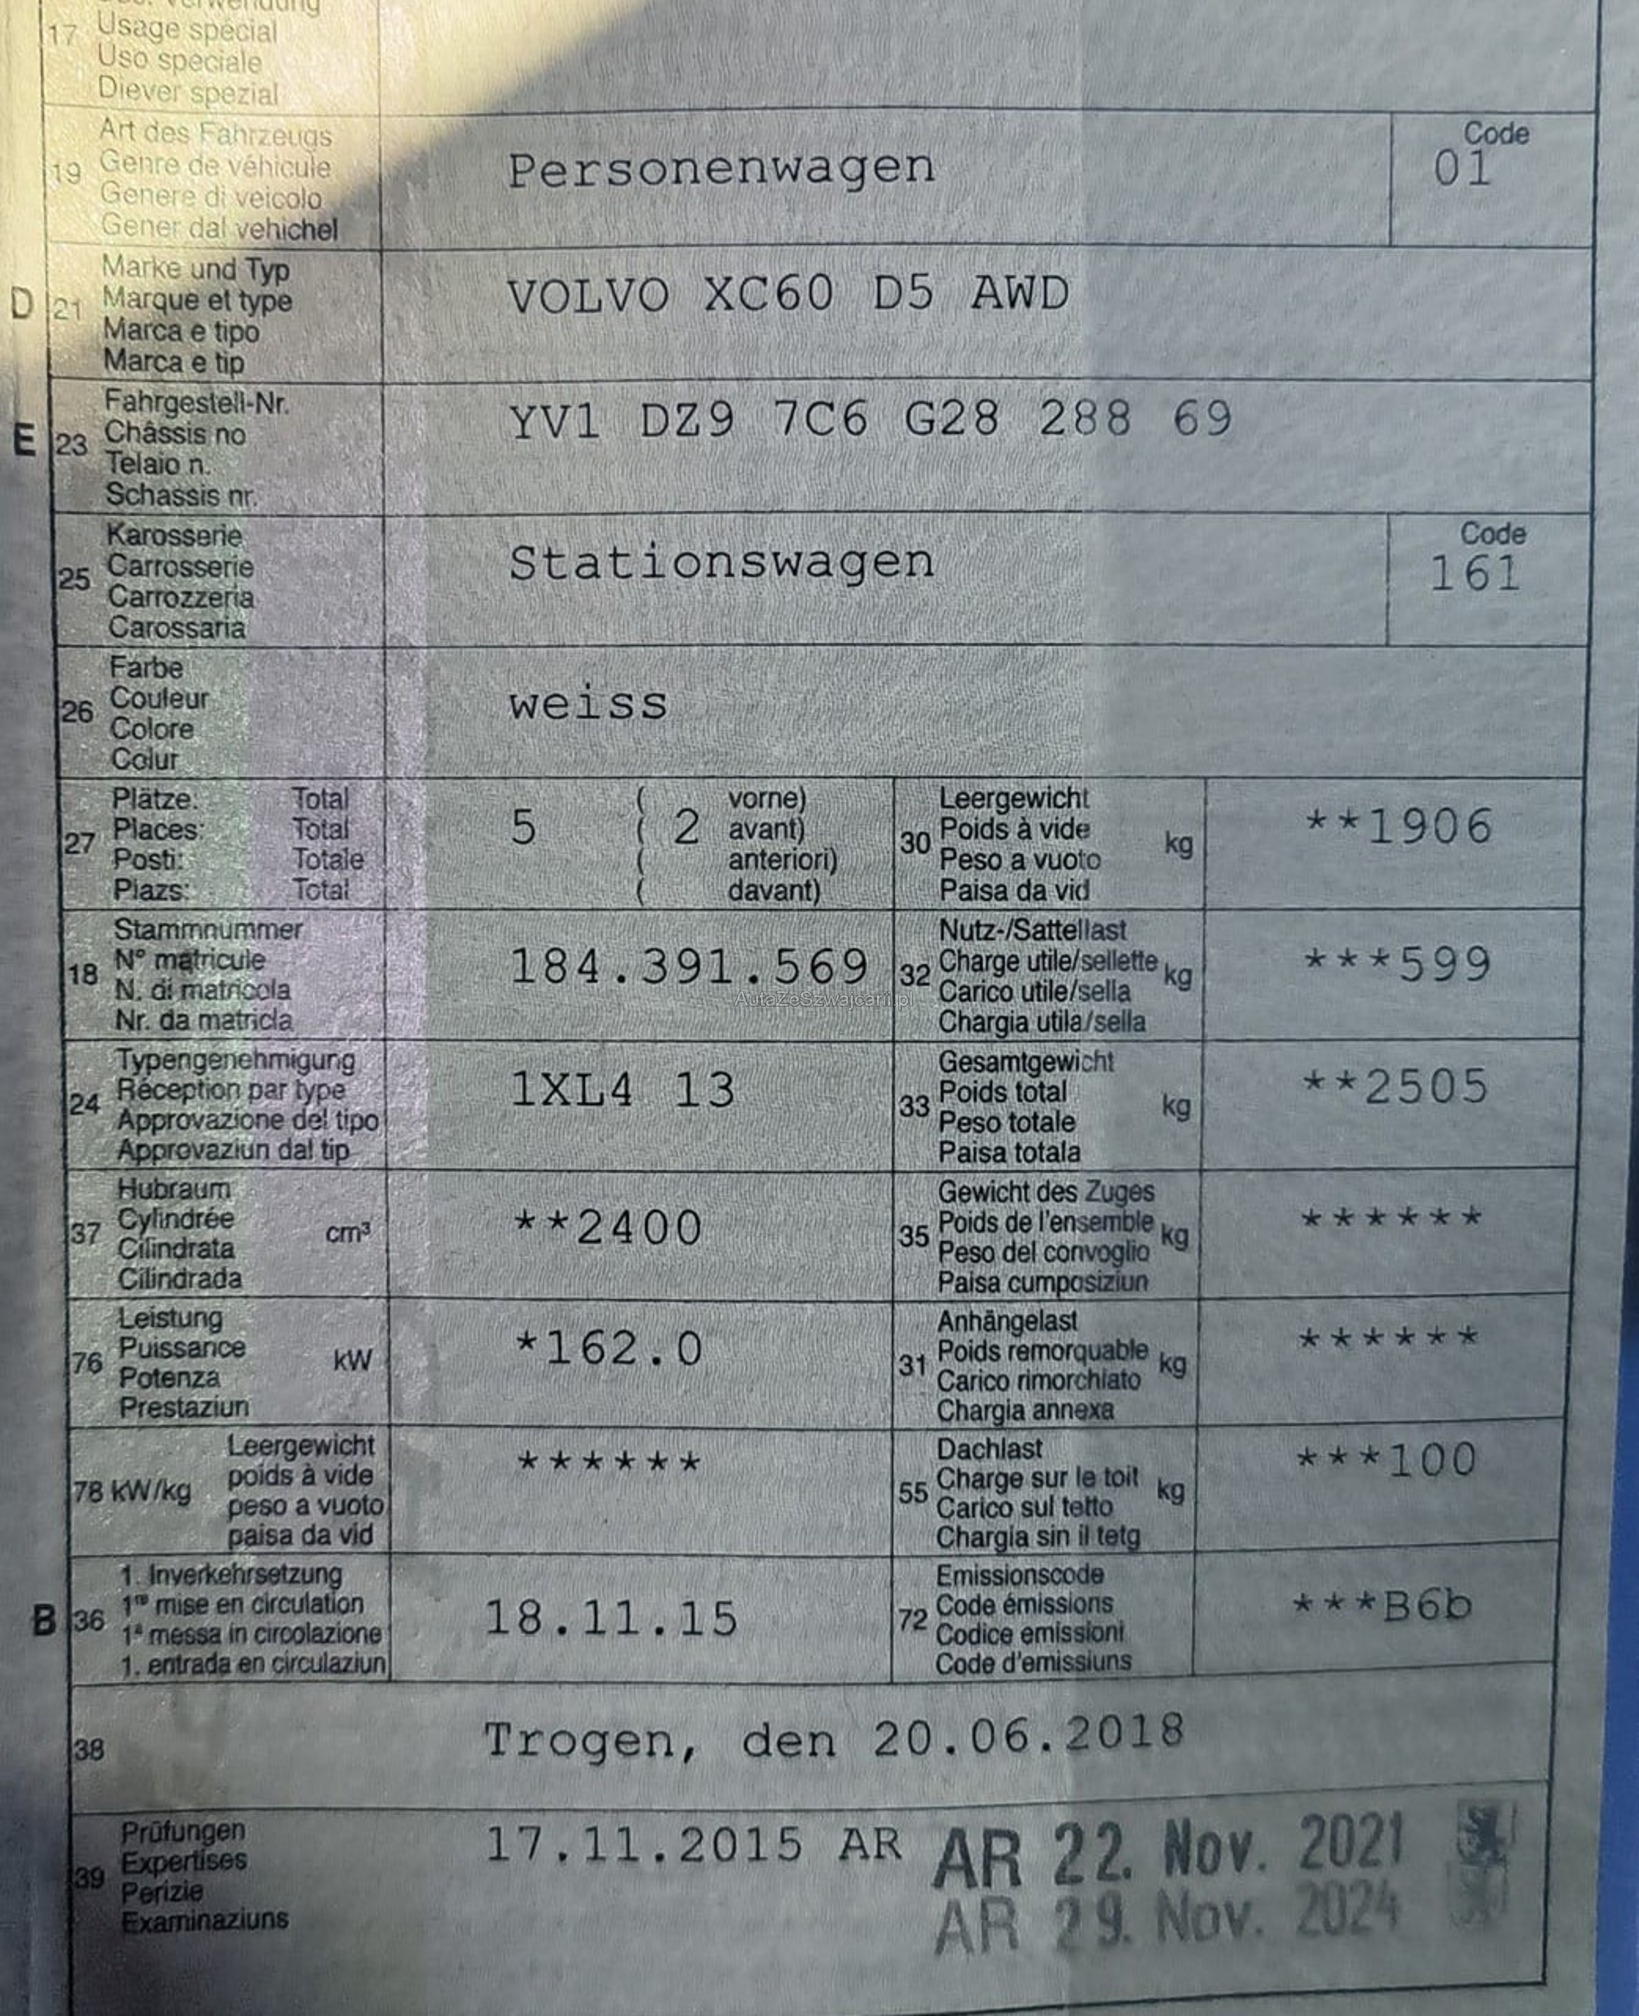 17 Usage spécial
Uso speciale
Diever spezial
19 Art des Fahrzeugs
Genre de véhicule
Genere di veicolo
Gener dal vehichel
Personenwagen
Code
01
D 21 Marke und Typ
Marque et type
Marca e tipo
Marca e tip
VOLVO XC60 D5 AWD
E 23 Fahrgestell-Nr.
Châssis no
Telaio n.
Schassis nr.
YV1 DZ9 7C6 G28 288 69
25 Karosserie
Carrosserie
Carrozzeria
Carossaria
Stationswagen
Code
161
26 Farbe
Couleur
Colore
Colur
weiss
27 Plätze: Total
Places: Total
Posti: Totale
Plazs: Total
5 ( 2 vorne)
( avant)
( anteriori)
( davant)
30 Leergewicht
Poids à vide kg
Peso a vuoto
Paisa da vid
**1906
18 Stammnummer
N° matricule
N. di matricola
Nr. da matricla
184.391.569
32 Nutz-/Sattellast
Charge utile/sellette kg
Carico utile/sella
Chargia utila/sella
***599
AutaZeSzwajcarii.pl
24 Typengenehmigung
Réception par type
Approvazione del tipo
Approvaziun dal tip
1XL4 13
33 Gesamtgewicht
Poids total kg
Peso totale
Paisa totala
**2505
37 Hubraum
Cylindrée cm³
Cilindrata
Cilindrada
**2400
35 Gewicht des Zuges
Poids de l'ensemble kg
Peso del convoglio
Paisa cumposiziun
******
76 Leistung
Puissance kW
Potenza
Prestaziun
*162.0
31 Anhängelast
Poids remorquable kg
Carico rimorchiato
Chargia annexa
******
78 kW/kg Leergewicht
poids à vide
peso a vuoto
paisa da vid
******
55 Dachlast
Charge sur le toit kg
Carico sul tetto
Chargia sin il tetg
***100
B 36 1. Inverkehrsetzung
1re mise en circulation
1ª messa in circolazione
1. entrada en circulaziun
18.11.15
72 Emissionscode
Code émissions
Codice emissioni
Code d'emissiuns
***B6b
38 Trogen, den 20.06.2018
39 Prüfungen
Expertises
Perizie
Examinaziuns
17.11.2015 AR AR 22. Nov. 2021
AR 29. Nov. 2024